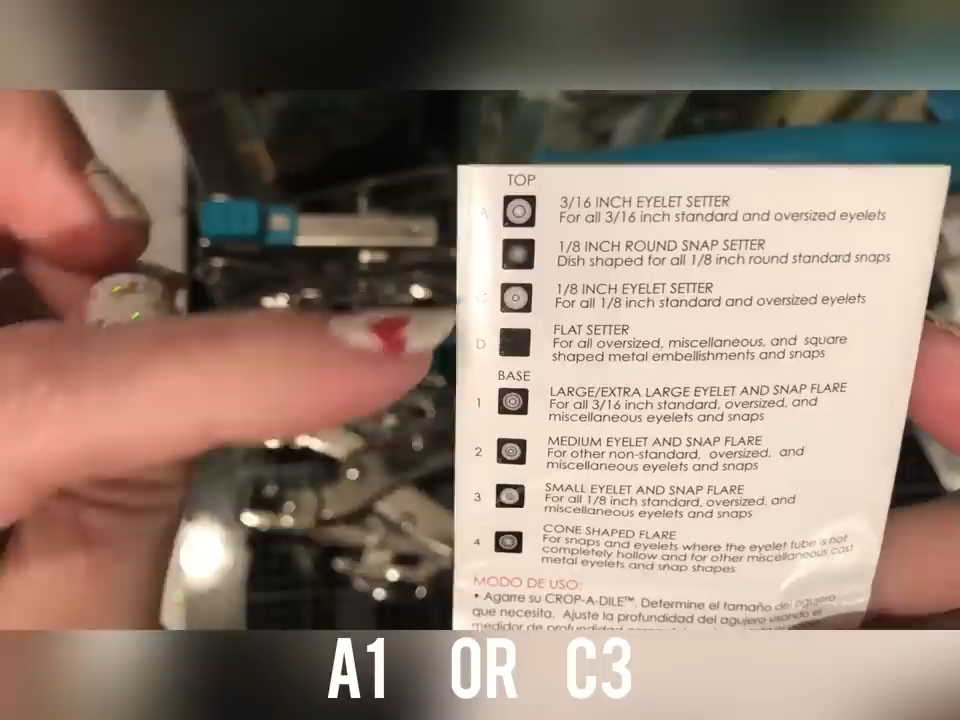 TOP
A 3/16 INCH EYELET SETTER
For all 3/16 inch standard and oversized eyelets
1/8 INCH ROUND SNAP SETTER
Dish shaped for all 1/8 inch round standard snaps
C 1/8 INCH EYELET SETTER
For all 1/8 inch standard and oversized eyelets
D FLAT SETTER
For all oversized, miscellaneous, and square
shaped metal embellishments and snaps
BASE
1 LARGE/EXTRA LARGE EYELET AND SNAP FLARE
For all 3/16 inch standard, oversized, and
miscellaneous eyelets and snaps
2 MEDIUM EYELET AND SNAP FLARE
For other non-standard, oversized, and
miscellaneous eyelets and snaps
3 SMALL EYELET AND SNAP FLARE
For all 1/8 inch standard, oversized, and
miscellaneous eyelets and snaps
4 CONE SHAPED FLARE
For snaps and eyelets where the eyelet tube is not
completely hollow and for other miscellaneous cast
metal eyelets and snap shapes
MODO DE USO:
• Agarre su CROP-A-DILE™. Determine el tamaño del agujero
que necesita. Ajuste la profundidad del agujero usando el
medidor de profundidad
A1 OR C3